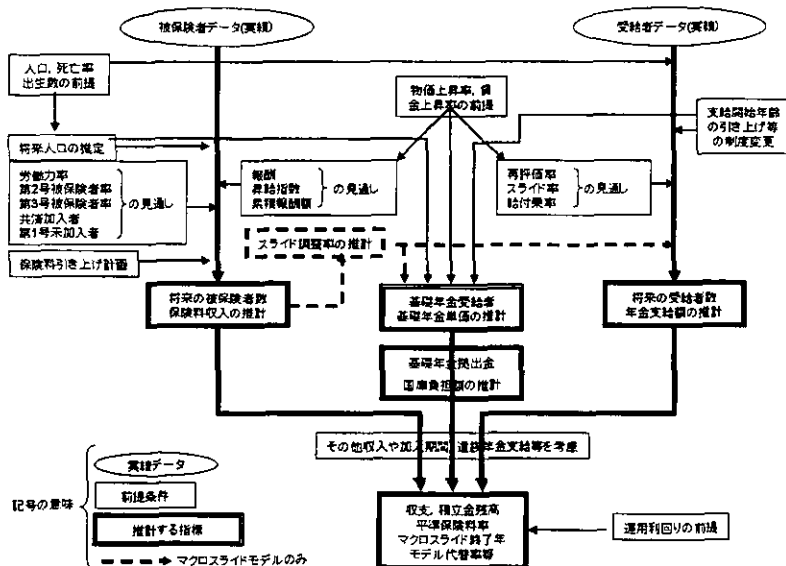 被保険者データ(実績)
受給者データ(実績)
人口, 死亡率
出生数の前提
物価上昇率, 賃
金上昇率の前提
支給開始年齢
の引き上げ等
の制度変更
将来人口の推定
労働力率
第2号被保険者率
第3号被保険者率
共済加入者
第1号未加入者
の見通し
報酬
昇給指数
累積報酬額
の見通し
再評価率
スライド率
給付乗率
の見通し
スライド調整率の推計
保険料引き上げ計画
将来の被保険者数
保険料収入の推計
基礎年金受給者
基礎年金単価の推計
将来の受給者数
年金支給額の推計
基礎年金拠出金
国庫負担額の推計
その他収入や加入期間, 遺族年金支給等を考慮
記号の意味
実績データ
前提条件
推計する指標
マクロスライドモデルのみ
収支, 積立金残高
平準保険料率
マクロスライド終了年
モデル代替率等
運用利回りの前提